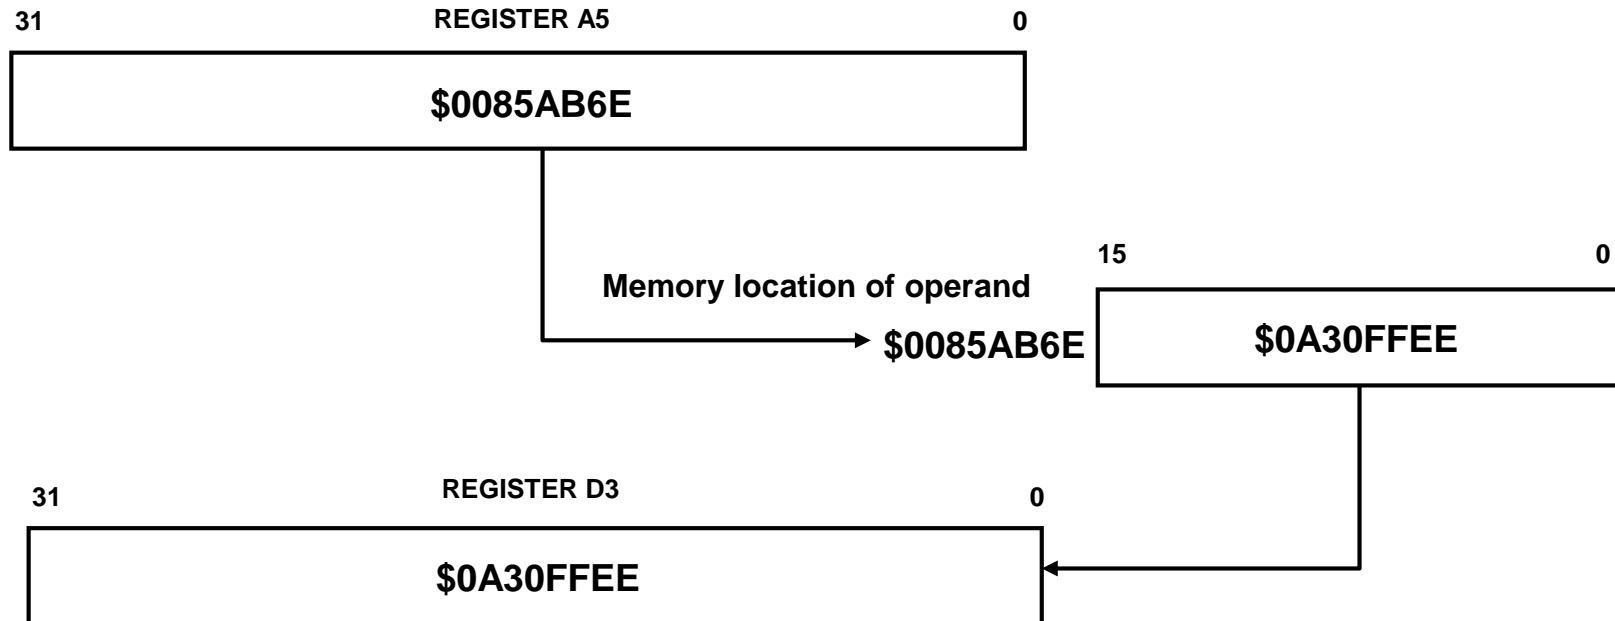 31 REGISTER A5 0
$0085AB6E
15 0
Memory location of operand
$0085AB6E $0A30FFEE
31 REGISTER D3 0
$0A30FFEE